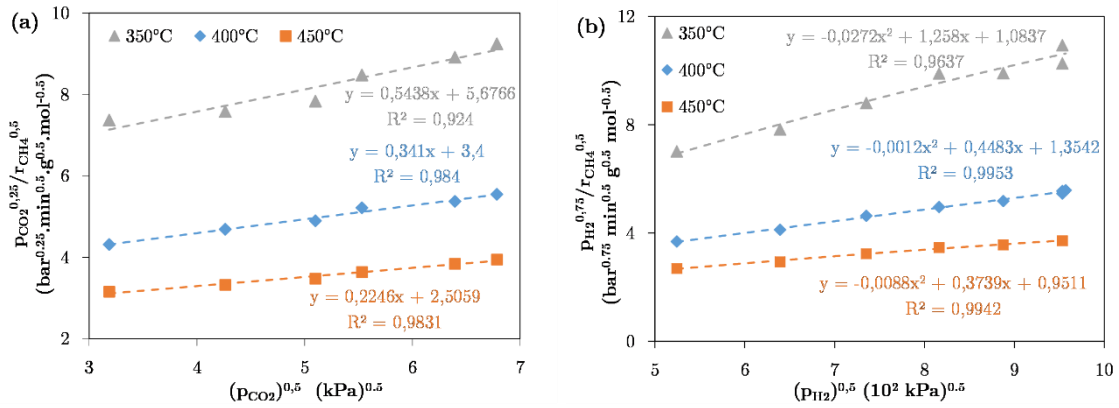 (a)
10
8
6
4
2
3
4
5
6
7
350°C
400°C
450°C
y = 0,5438x + 5,6766
R² = 0,924
y = 0,341x + 3,4
R² = 0,984
y = 0,2246x + 2,5059
R² = 0,9831
p_CO2^0,25/r_CH4^0,5
(bar^0.25.min^0.5.g^0.5.mol^-0.5)
(p_CO2)^0,5 (kPa)^0.5
(b)
12
8
4
0
5
6
7
8
9
10
350°C
400°C
450°C
y = -0,0272x² + 1,258x + 1,0837
R² = 0,9637
y = -0,0012x² + 0,4483x + 1,3542
R² = 0,9953
y = -0,0088x² + 0,3739x + 0,9511
R² = 0,9942
p_H2^0,75/r_CH4^0,5
(bar^0.75 min^0.5 g^0.5 mol^-0.5)
(p_H2)^0,5 (10² kPa)^0.5